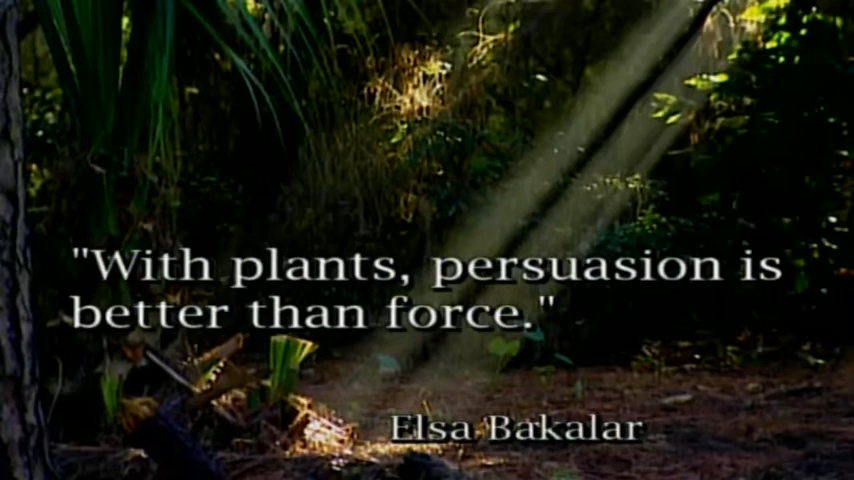 "With plants, persuasion is
better than force."
Elsa Bakalar